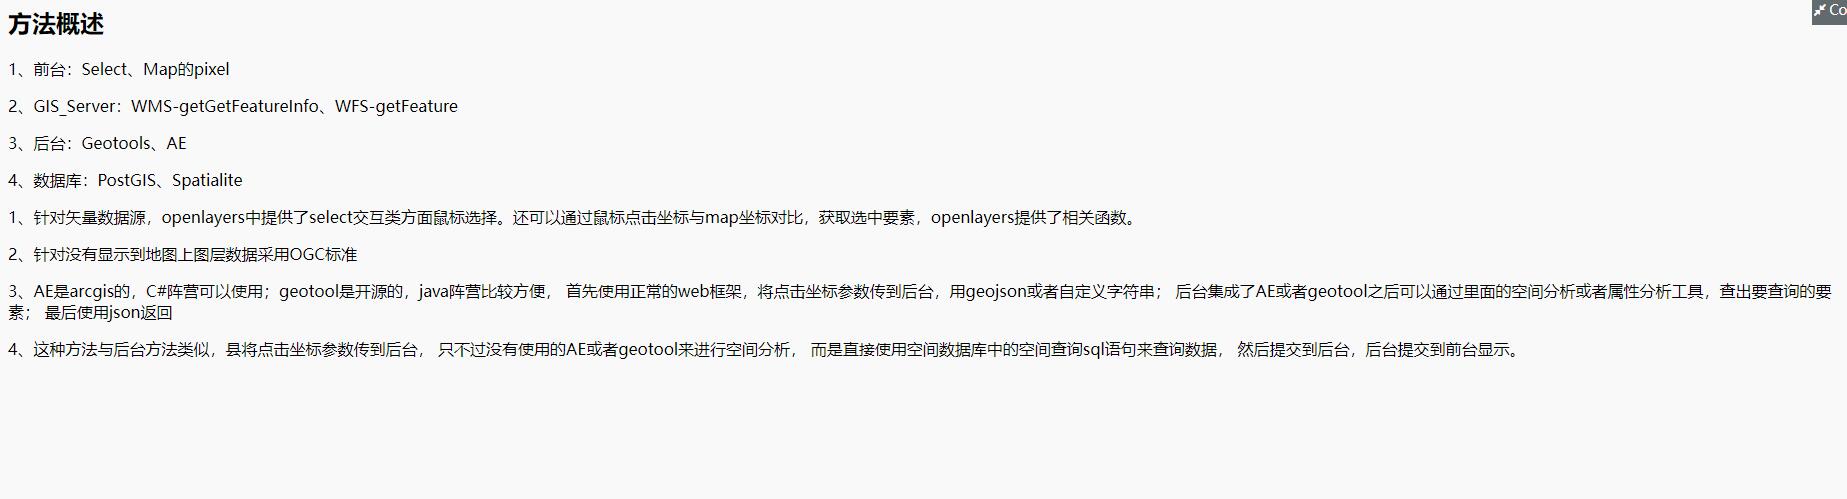 方法概述
Co
1、前台：Select、Map的pixel
2、GIS_Server：WMS-getGetFeatureInfo、WFS-getFeature
3、后台：Geotools、AE
4、数据库：PostGIS、Spatialite
1、针对矢量数据源，openlayers中提供了select交互类方面鼠标选择。还可以通过鼠标点击坐标与map坐标对比，获取选中要素，openlayers提供了相关函数。
2、针对没有显示到地图上图层数据采用OGC标准
3、AE是arcgis的，C#阵营可以使用；geotool是开源的，java阵营比较方便， 首先使用正常的web框架，将点击坐标参数传到后台，用geojson或者自定义字符串； 后台集成了AE或者geotool之后可以通过里面的空间分析或者属性分析工具，查出要查询的要
素； 最后使用json返回
4、这种方法与后台方法类似，县将点击坐标参数传到后台， 只不过没有使用的AE或者geotool来进行空间分析， 而是直接使用空间数据库中的空间查询sql语句来查询数据， 然后提交到后台，后台提交到前台显示。